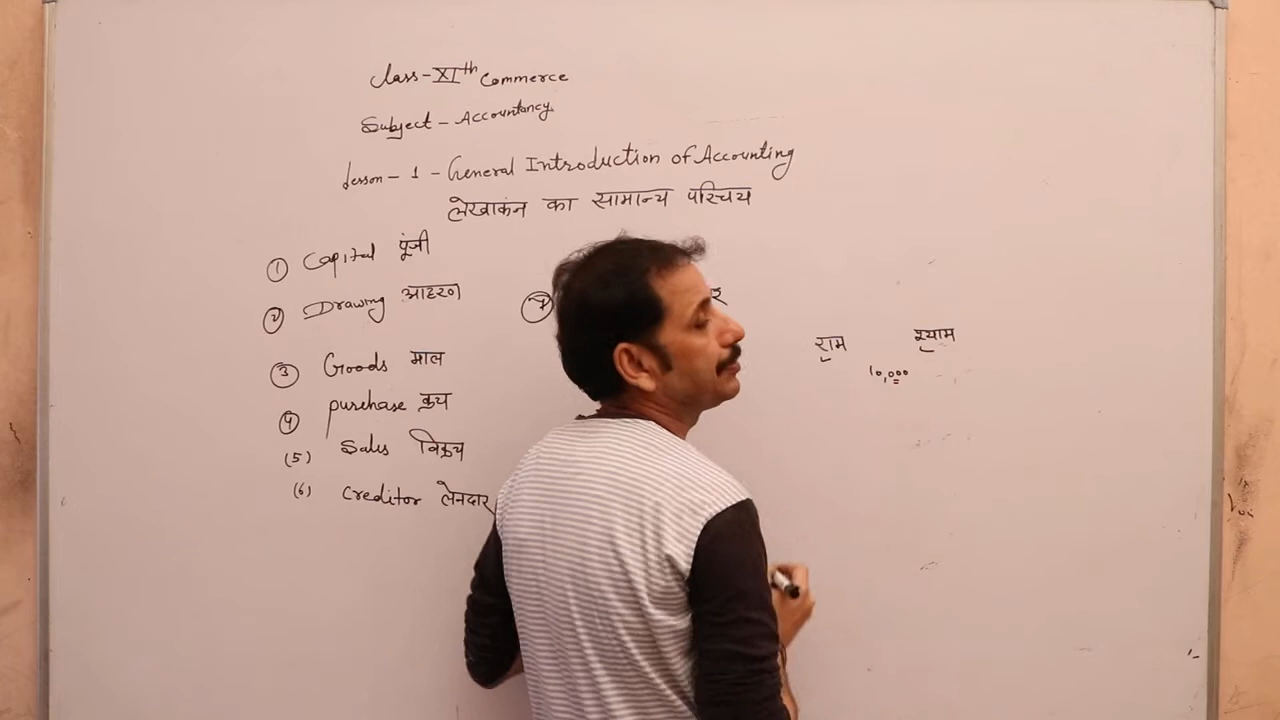 Class - XIth Commerce
Subject - Accountancy
Lesson - 1 - General Introduction of Accounting
लेखाकंन का सामान्य परिचय
① Capital पूंजी
② Drawing आहरण
③ Goods माल
④ purchase क्रय
(5) Sales विक्रय
(6) Creditor लेनदार
⑦
राम श्याम
10,000